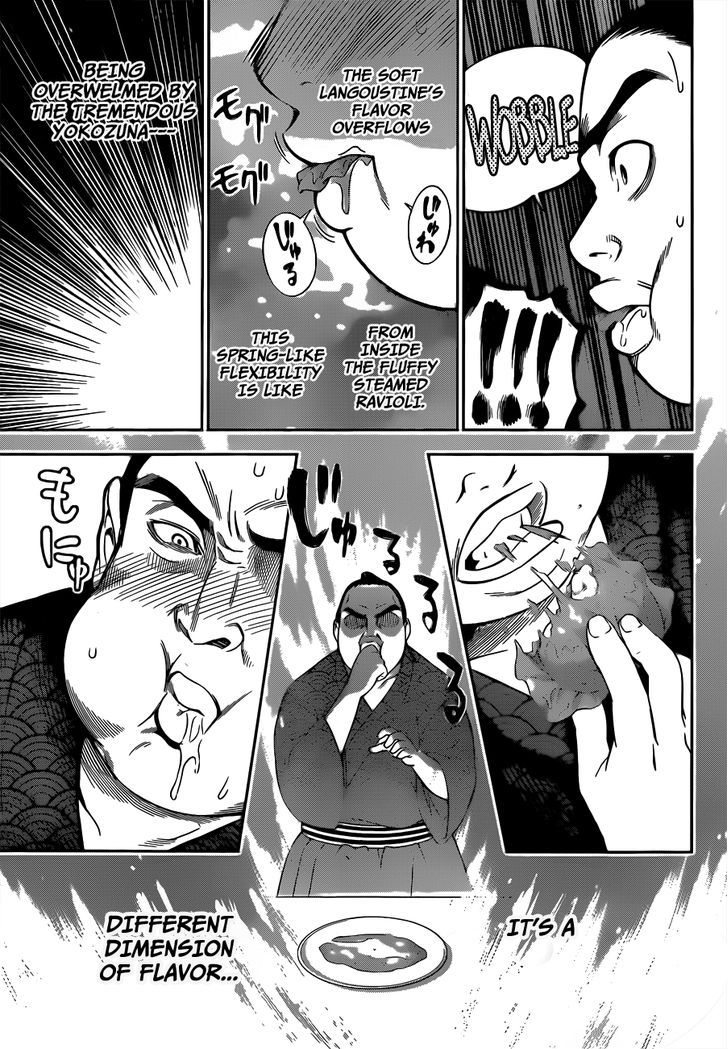 WOBBLE
!!!
THE SOFT
LANGOUSTINE'S
FLAVOR
OVERFLOWS
モグ
モグ
じゅわ
じゅる
FROM
INSIDE
THE FLUFFY
STEAMED
RAVIOLI.
THIS
SPRING-LIKE
FLEXIBILITY
IS LIKE
BEING
OVERWELMED BY
THE TREMENDOUS
YOKOZUNA---
じゅるるる
もにゅ
IT'S A
DIFFERENT
DIMENSION
OF FLAVOR...